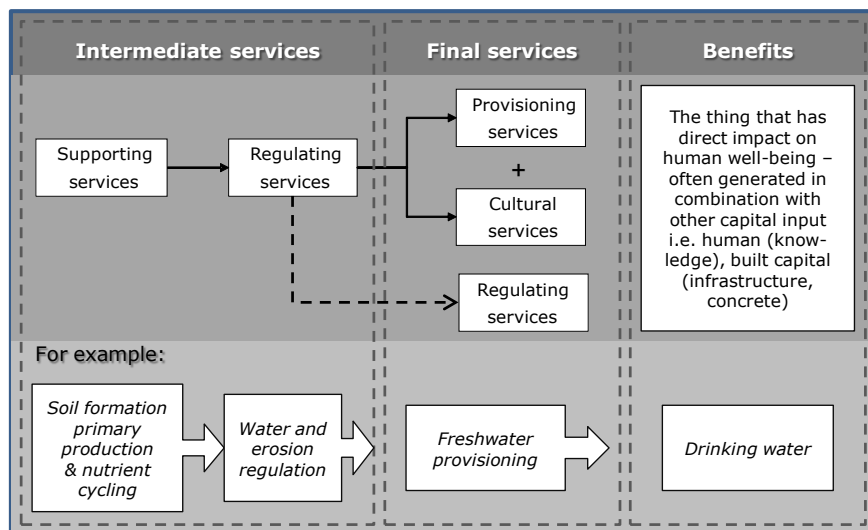 Intermediate services
Final services
Benefits
Supporting
services
Regulating
services
Provisioning
services
+
Cultural
services
Regulating
services
The thing that has
direct impact on
human well-being –
often generated in
combination with
other capital input
i.e. human (know-
ledge), built capital
(infrastructure,
concrete)
For example:
Soil formation
primary
production
& nutrient
cycling
Water and
erosion
regulation
Freshwater
provisioning
Drinking water